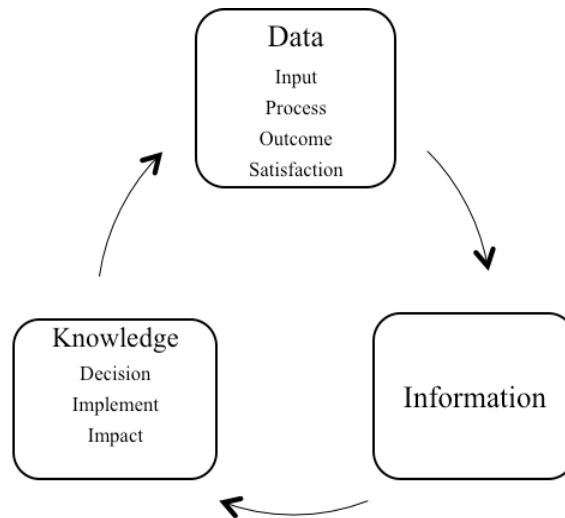 Data
Input
Process
Outcome
Satisfaction
Knowledge
Decision
Implement
Impact
Information